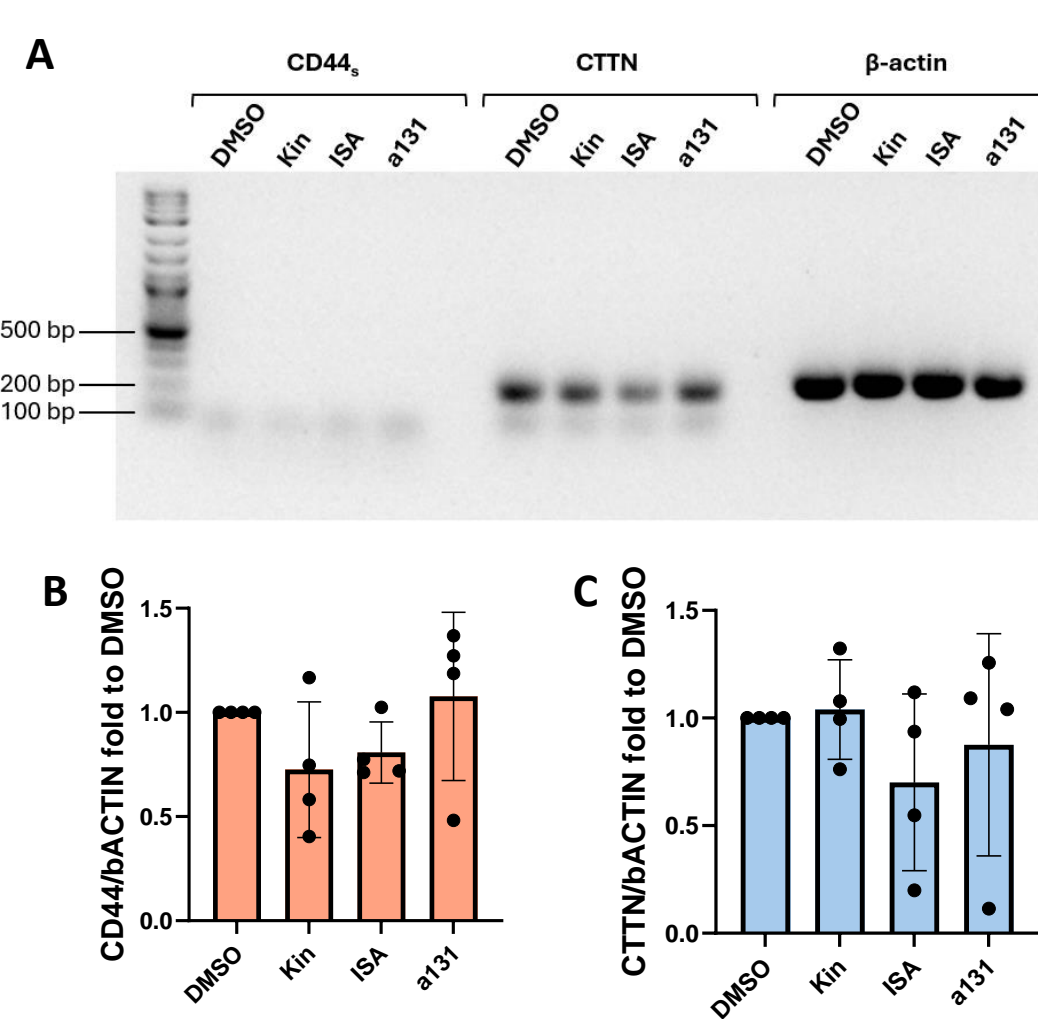 A
CD44s CTTN β-actin
DMSO Kin ISA a131 DMSO Kin ISA a131 DMSO Kin ISA a131
500 bp
200 bp
100 bp
B
CD44/bACTIN fold to DMSO
1.5
1.0
0.5
0.0
DMSO Kin ISA a131
C
CTTN/bACTIN fold to DMSO
1.5
1.0
0.5
0.0
DMSO Kin ISA a131